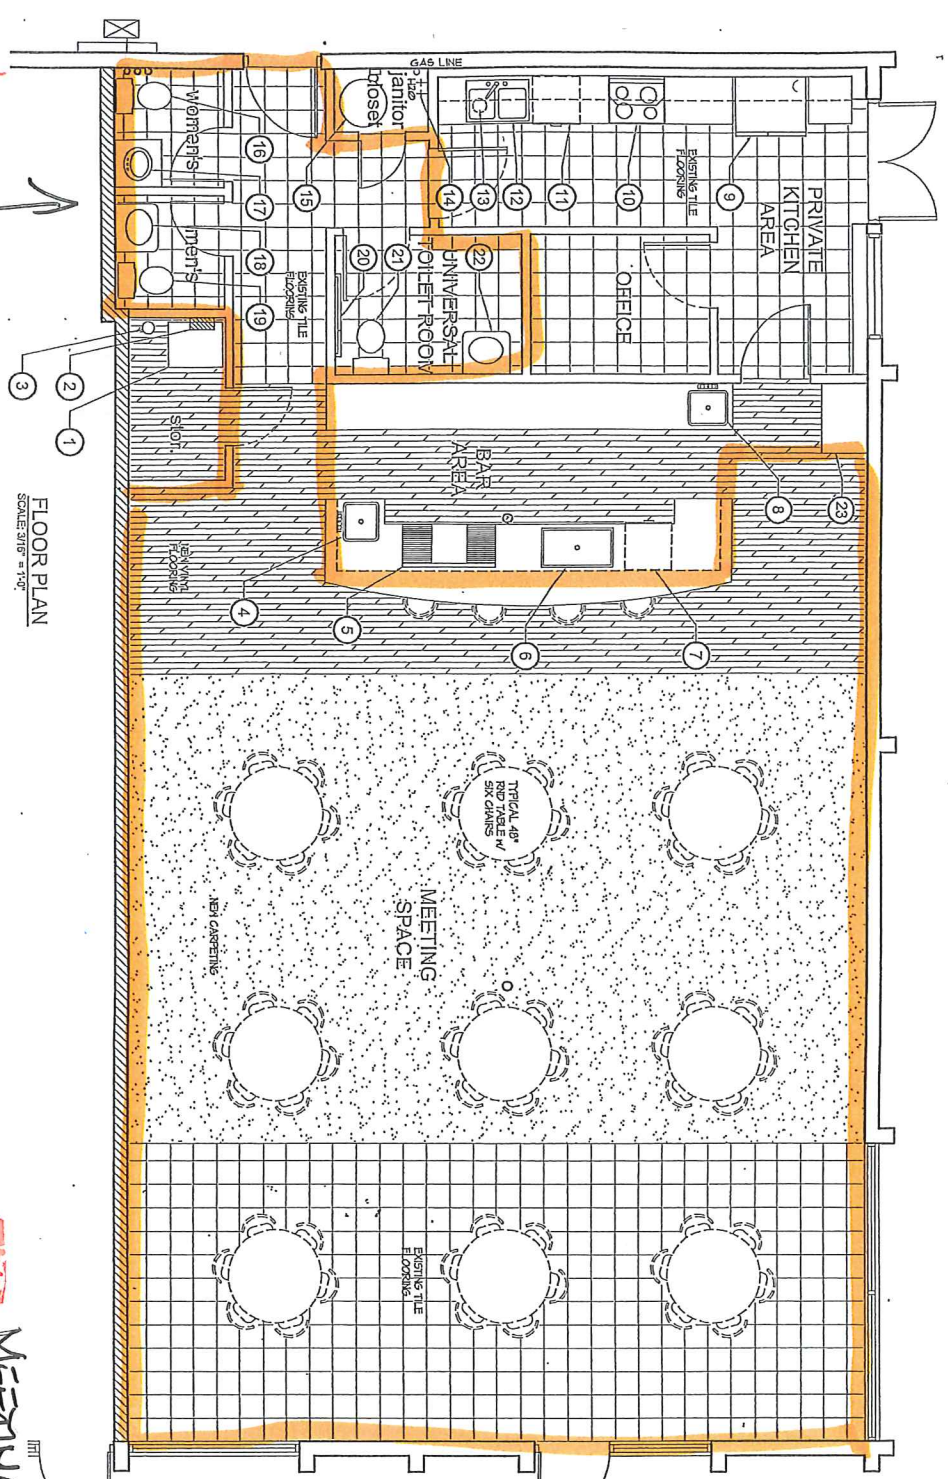 GAS LINE
janitor
closet
H2O
woman's
men's
EXISTING TILE
FLOORING
PRIVATE
KITCHEN
AREA
EXISTING TILE
FLOORING
OFFICE
UNIVERSAL
TOILET ROOM
9
10
11
12
13
14
15
16
17
18
19
20
21
22
stor.
BAR
AREA
NEW VINYL
FLOORING
1
2
3
4
5
6
7
8
23
FLOOR PLAN
SCALE: 3/16" = 1'-0"
TYPICAL 48"
RND TABLE W/
SIX CHAIRS
MEETING
SPACE
NEW CARPETING
EXISTING TILE
FLOORING